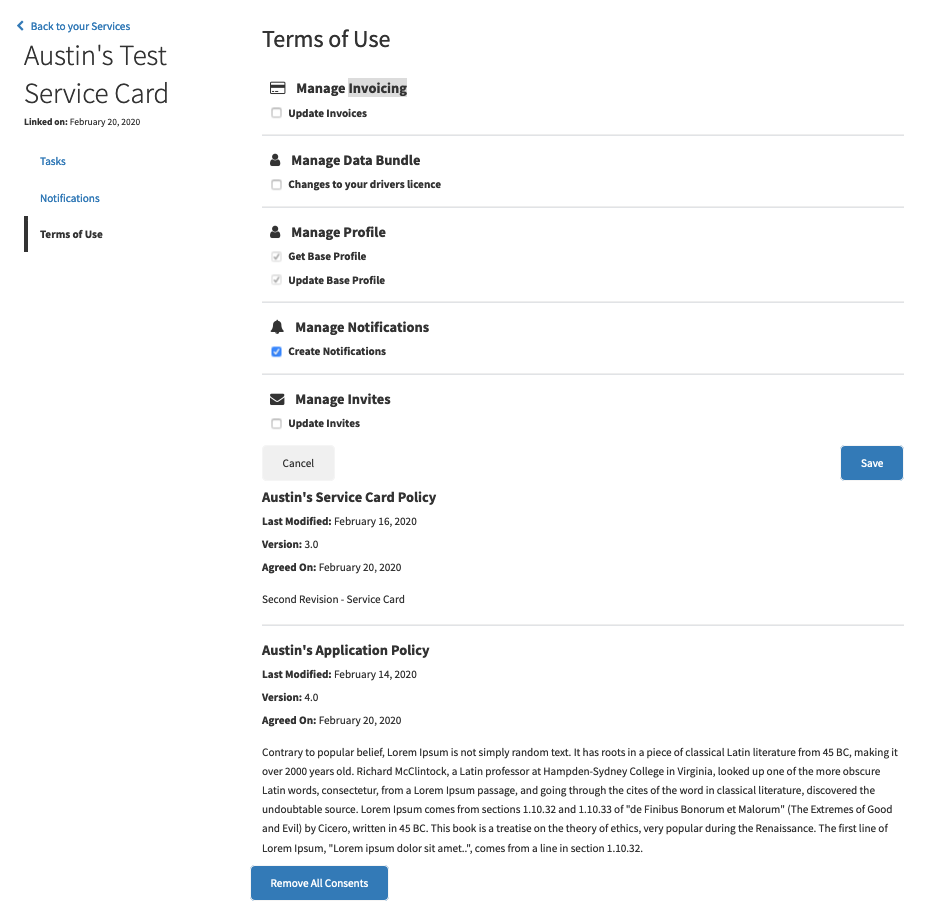 Back to your Services
Austin's Test
Service Card
Linked on: February 20, 2020
Tasks
Notifications
Terms of Use
Terms of Use
Manage Invoicing
Update Invoices
Manage Data Bundle
Changes to your drivers licence
Manage Profile
Get Base Profile
Update Base Profile
Manage Notifications
Create Notifications
Manage Invites
Update Invites
Cancel
Save
Austin's Service Card Policy
Last Modified: February 16, 2020
Version: 3.0
Agreed On: February 20, 2020
Second Revision - Service Card
Austin's Application Policy
Last Modified: February 14, 2020
Version: 4.0
Agreed On: February 20, 2020
Contrary to popular belief, Lorem Ipsum is not simply random text. It has roots in a piece of classical Latin literature from 45 BC, making it
over 2000 years old. Richard McClintock, a Latin professor at Hampden-Sydney College in Virginia, looked up one of the more obscure
Latin words, consectetur, from a Lorem Ipsum passage, and going through the cites of the word in classical literature, discovered the
undoubtable source. Lorem Ipsum comes from sections 1.10.32 and 1.10.33 of "de Finibus Bonorum et Malorum" (The Extremes of Good
and Evil) by Cicero, written in 45 BC. This book is a treatise on the theory of ethics, very popular during the Renaissance. The first line of
Lorem Ipsum, "Lorem ipsum dolor sit amet..", comes from a line in section 1.10.32.
Remove All Consents